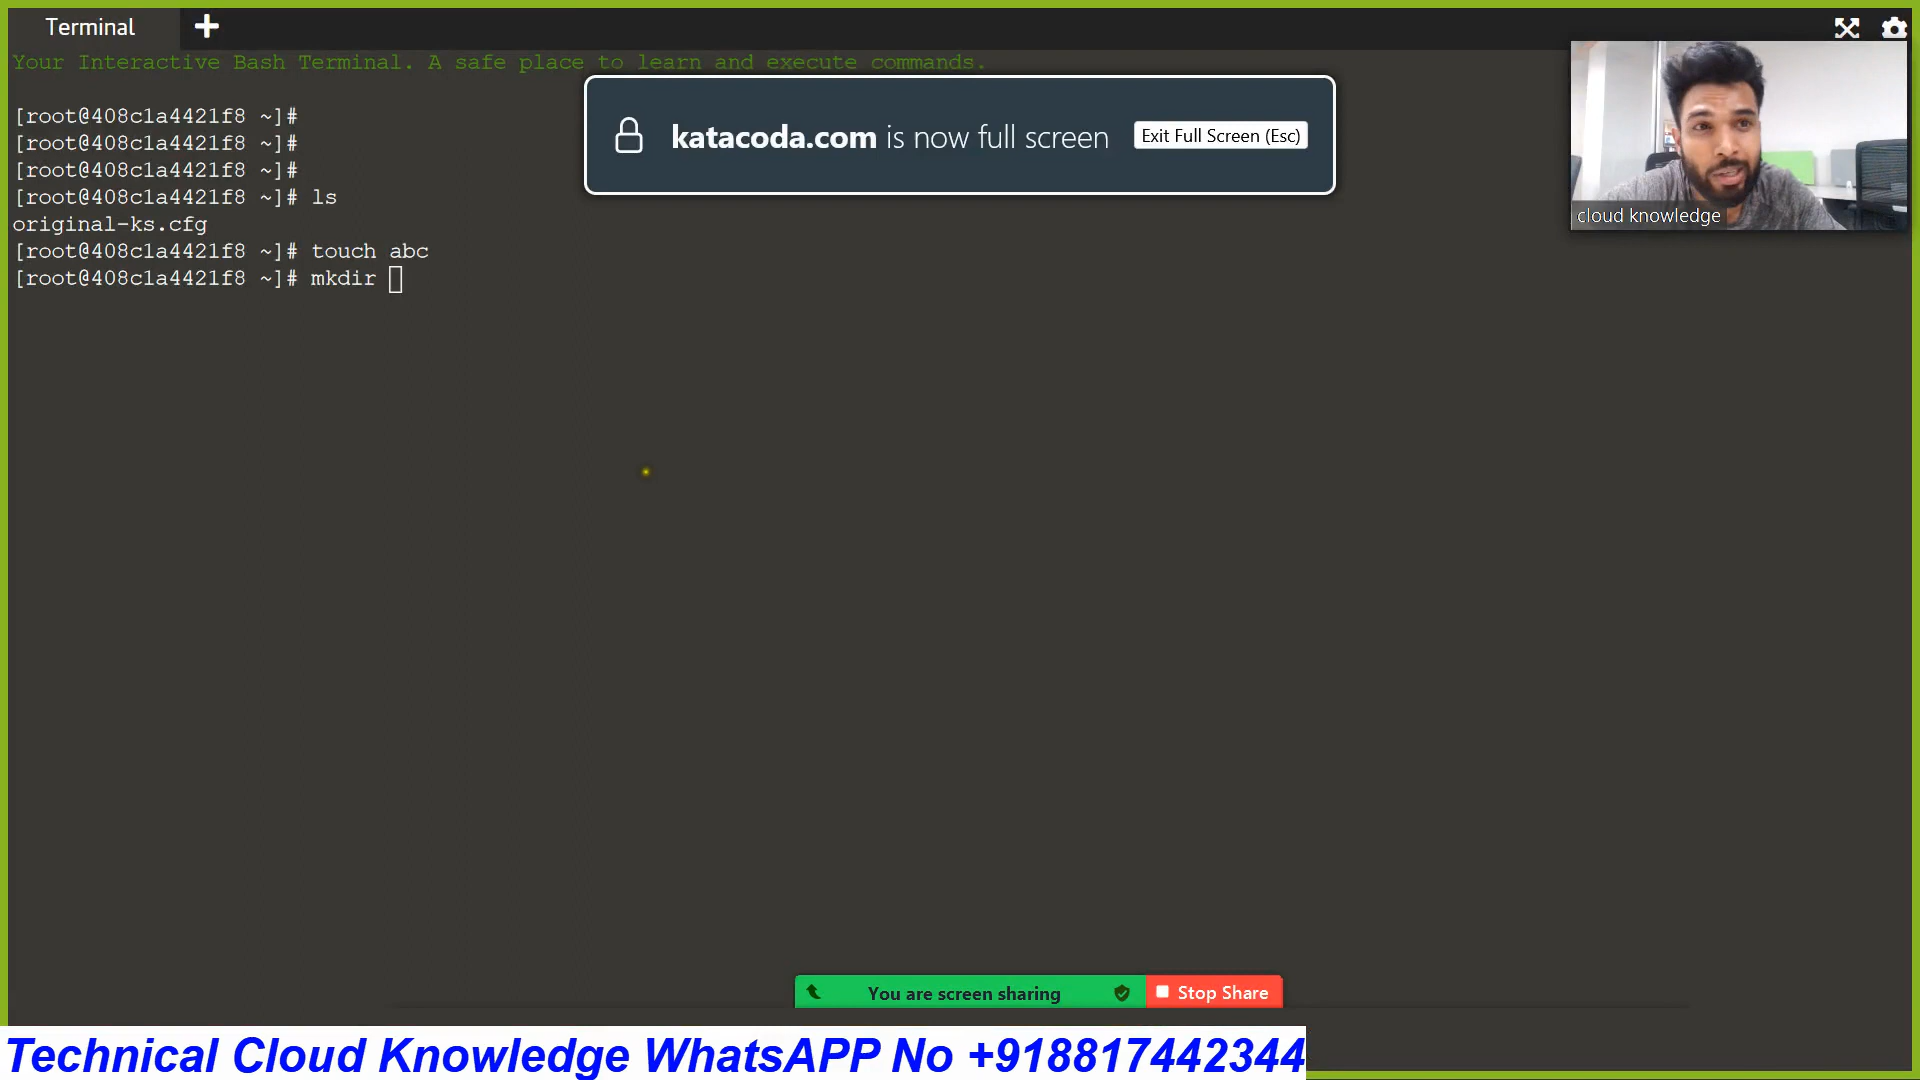 Terminal
Your Interactive Bash Terminal. A safe place to learn and execute commands.
katacoda.com is now full screen Exit Full Screen (Esc)
cloud knowledge
[root@408c1a4421f8 ~]#
[root@408c1a4421f8 ~]#
[root@408c1a4421f8 ~]#
[root@408c1a4421f8 ~]# ls
original-ks.cfg
[root@408c1a4421f8 ~]# touch abc
[root@408c1a4421f8 ~]# mkdir
You are screen sharing Stop Share
Technical Cloud Knowledge WhatsAPP No +918817442344